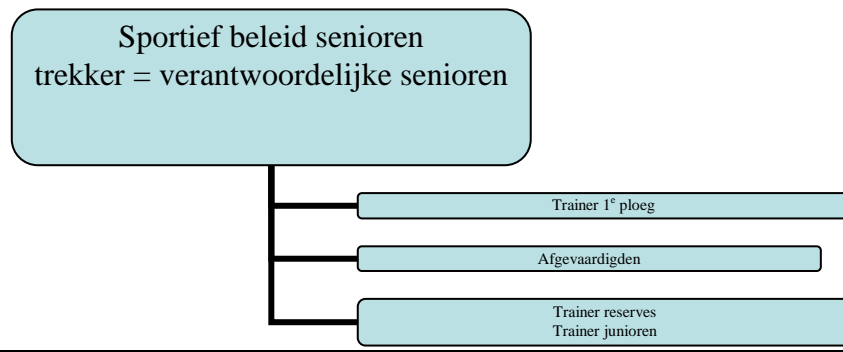 Sportief beleid senioren
trekker = verantwoordelijke senioren
Trainer 1e ploeg
Afgevaardigden
Trainer reserves
Trainer junioren